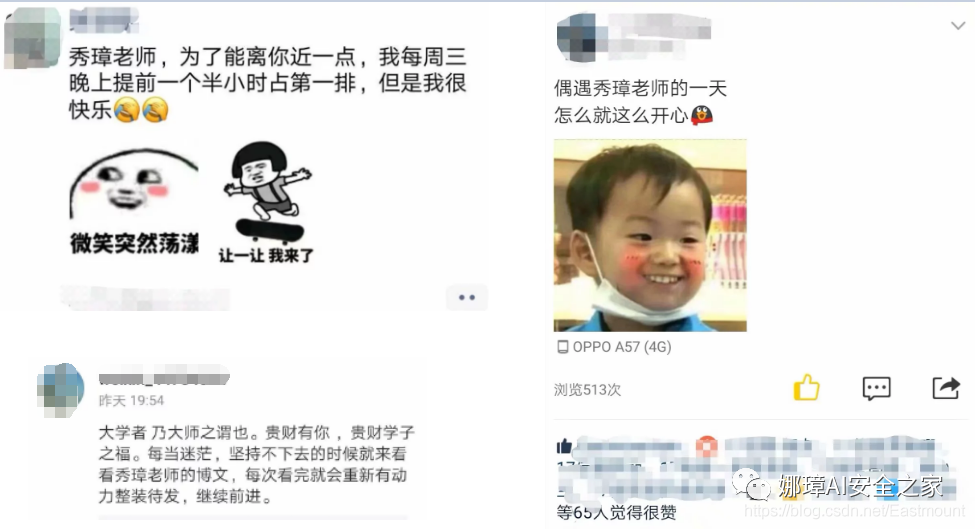 秀璋老师，为了能离你近一点，我每周三
晚上提前一个半小时占第一排，但是我很
快乐
微笑突然荡漾
让一让 我来了
昨天 19:54
大学者 乃大师之谓也。贵财有你 ，贵财学子
之福。每当迷茫，坚持不下去的时候就来看
看秀璋老师的博文，每次看完就会重新有动
力整装待发，继续前进。
偶遇秀璋老师的一天
怎么就这么开心
OPPO A57 (4G)
浏览513次
等65人觉得很赞
娜璋AI安全之家
https://blog.csdn.net/Eastmount